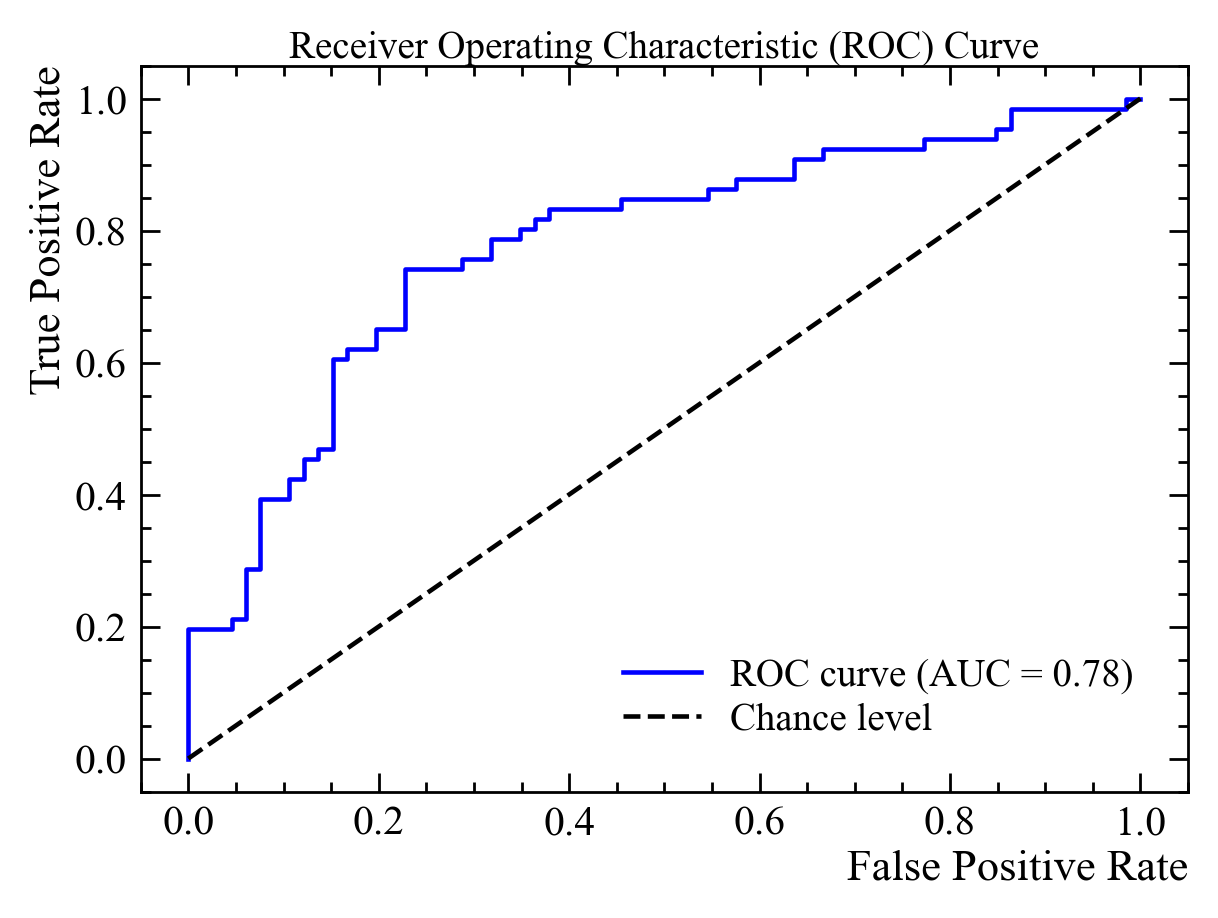 Receiver Operating Characteristic (ROC) Curve
True Positive Rate
1.0
0.8
0.6
0.4
0.2
0.0
ROC curve (AUC = 0.78)
Chance level
0.0 0.2 0.4 0.6 0.8 1.0
False Positive Rate